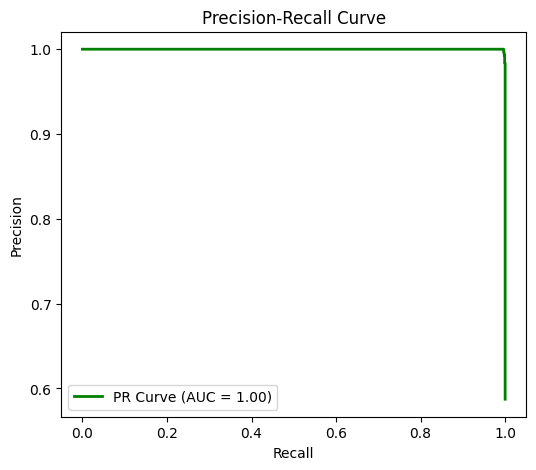 Precision-Recall Curve
Precision
1.0
0.9
0.8
0.7
0.6
PR Curve (AUC = 1.00)
0.0 0.2 0.4 0.6 0.8 1.0
Recall